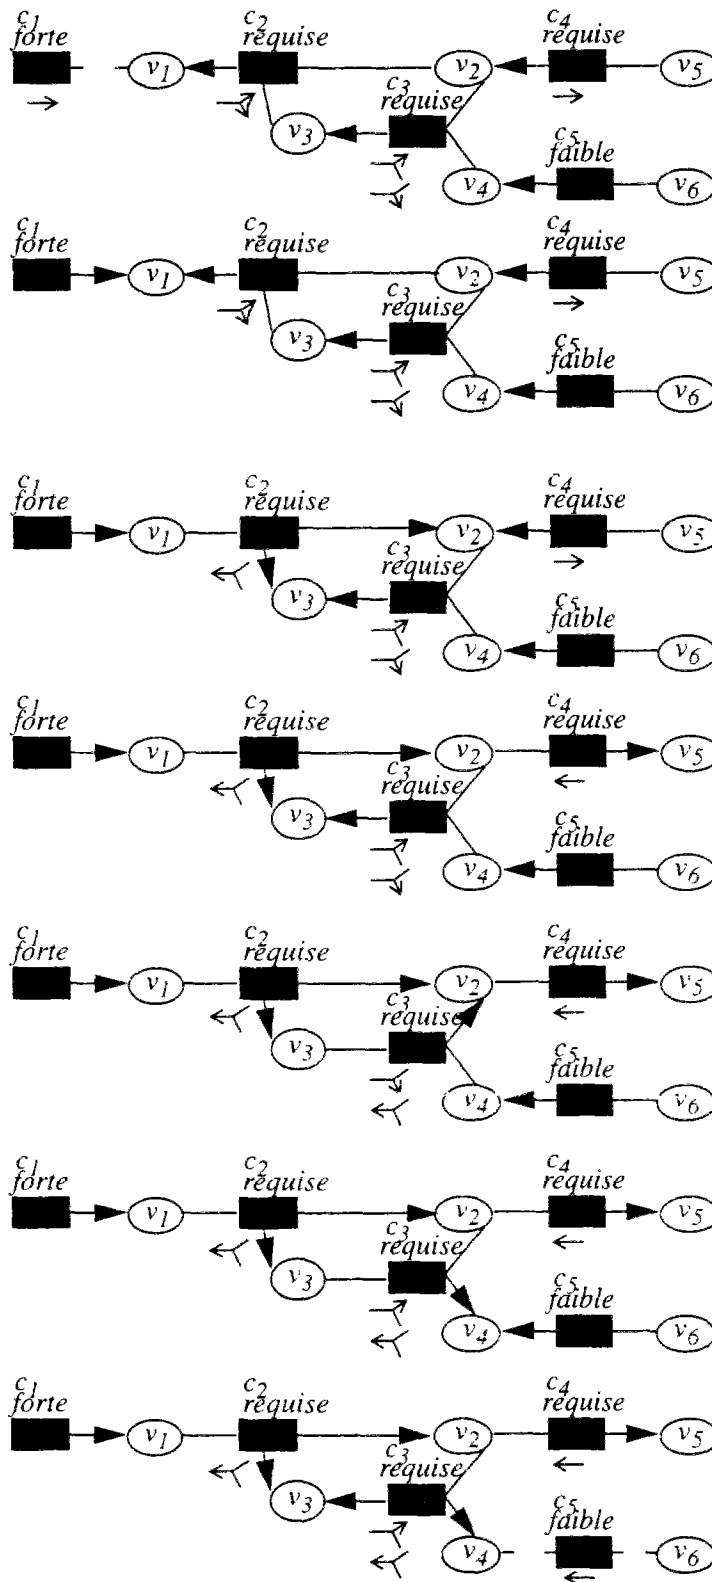 c1 c2 c4
forte requise requise
v1 v2 v5
c3
requise
v3
c5
faible
v4 v6
c1 c2 c4
forte requise requise
v1 v2 v5
c3
requise
v3
c5
faible
v4 v6
c1 c2 c4
forte requise requise
v1 v2 v5
c3
requise
v3
c5
faible
v4 v6
c1 c2 c4
forte requise requise
v1 v2 v5
c3
requise
v3
c5
faible
v4 v6
c1 c2 c4
forte requise requise
v1 v2 v5
c3
requise
v3
c5
faible
v4 v6
c1 c2 c4
forte requise requise
v1 v2 v5
c3
requise
v3
c5
faible
v4 v6
c1 c2 c4
forte requise requise
v1 v2 v5
c3
requise
v3
c5
faible
v4 v6